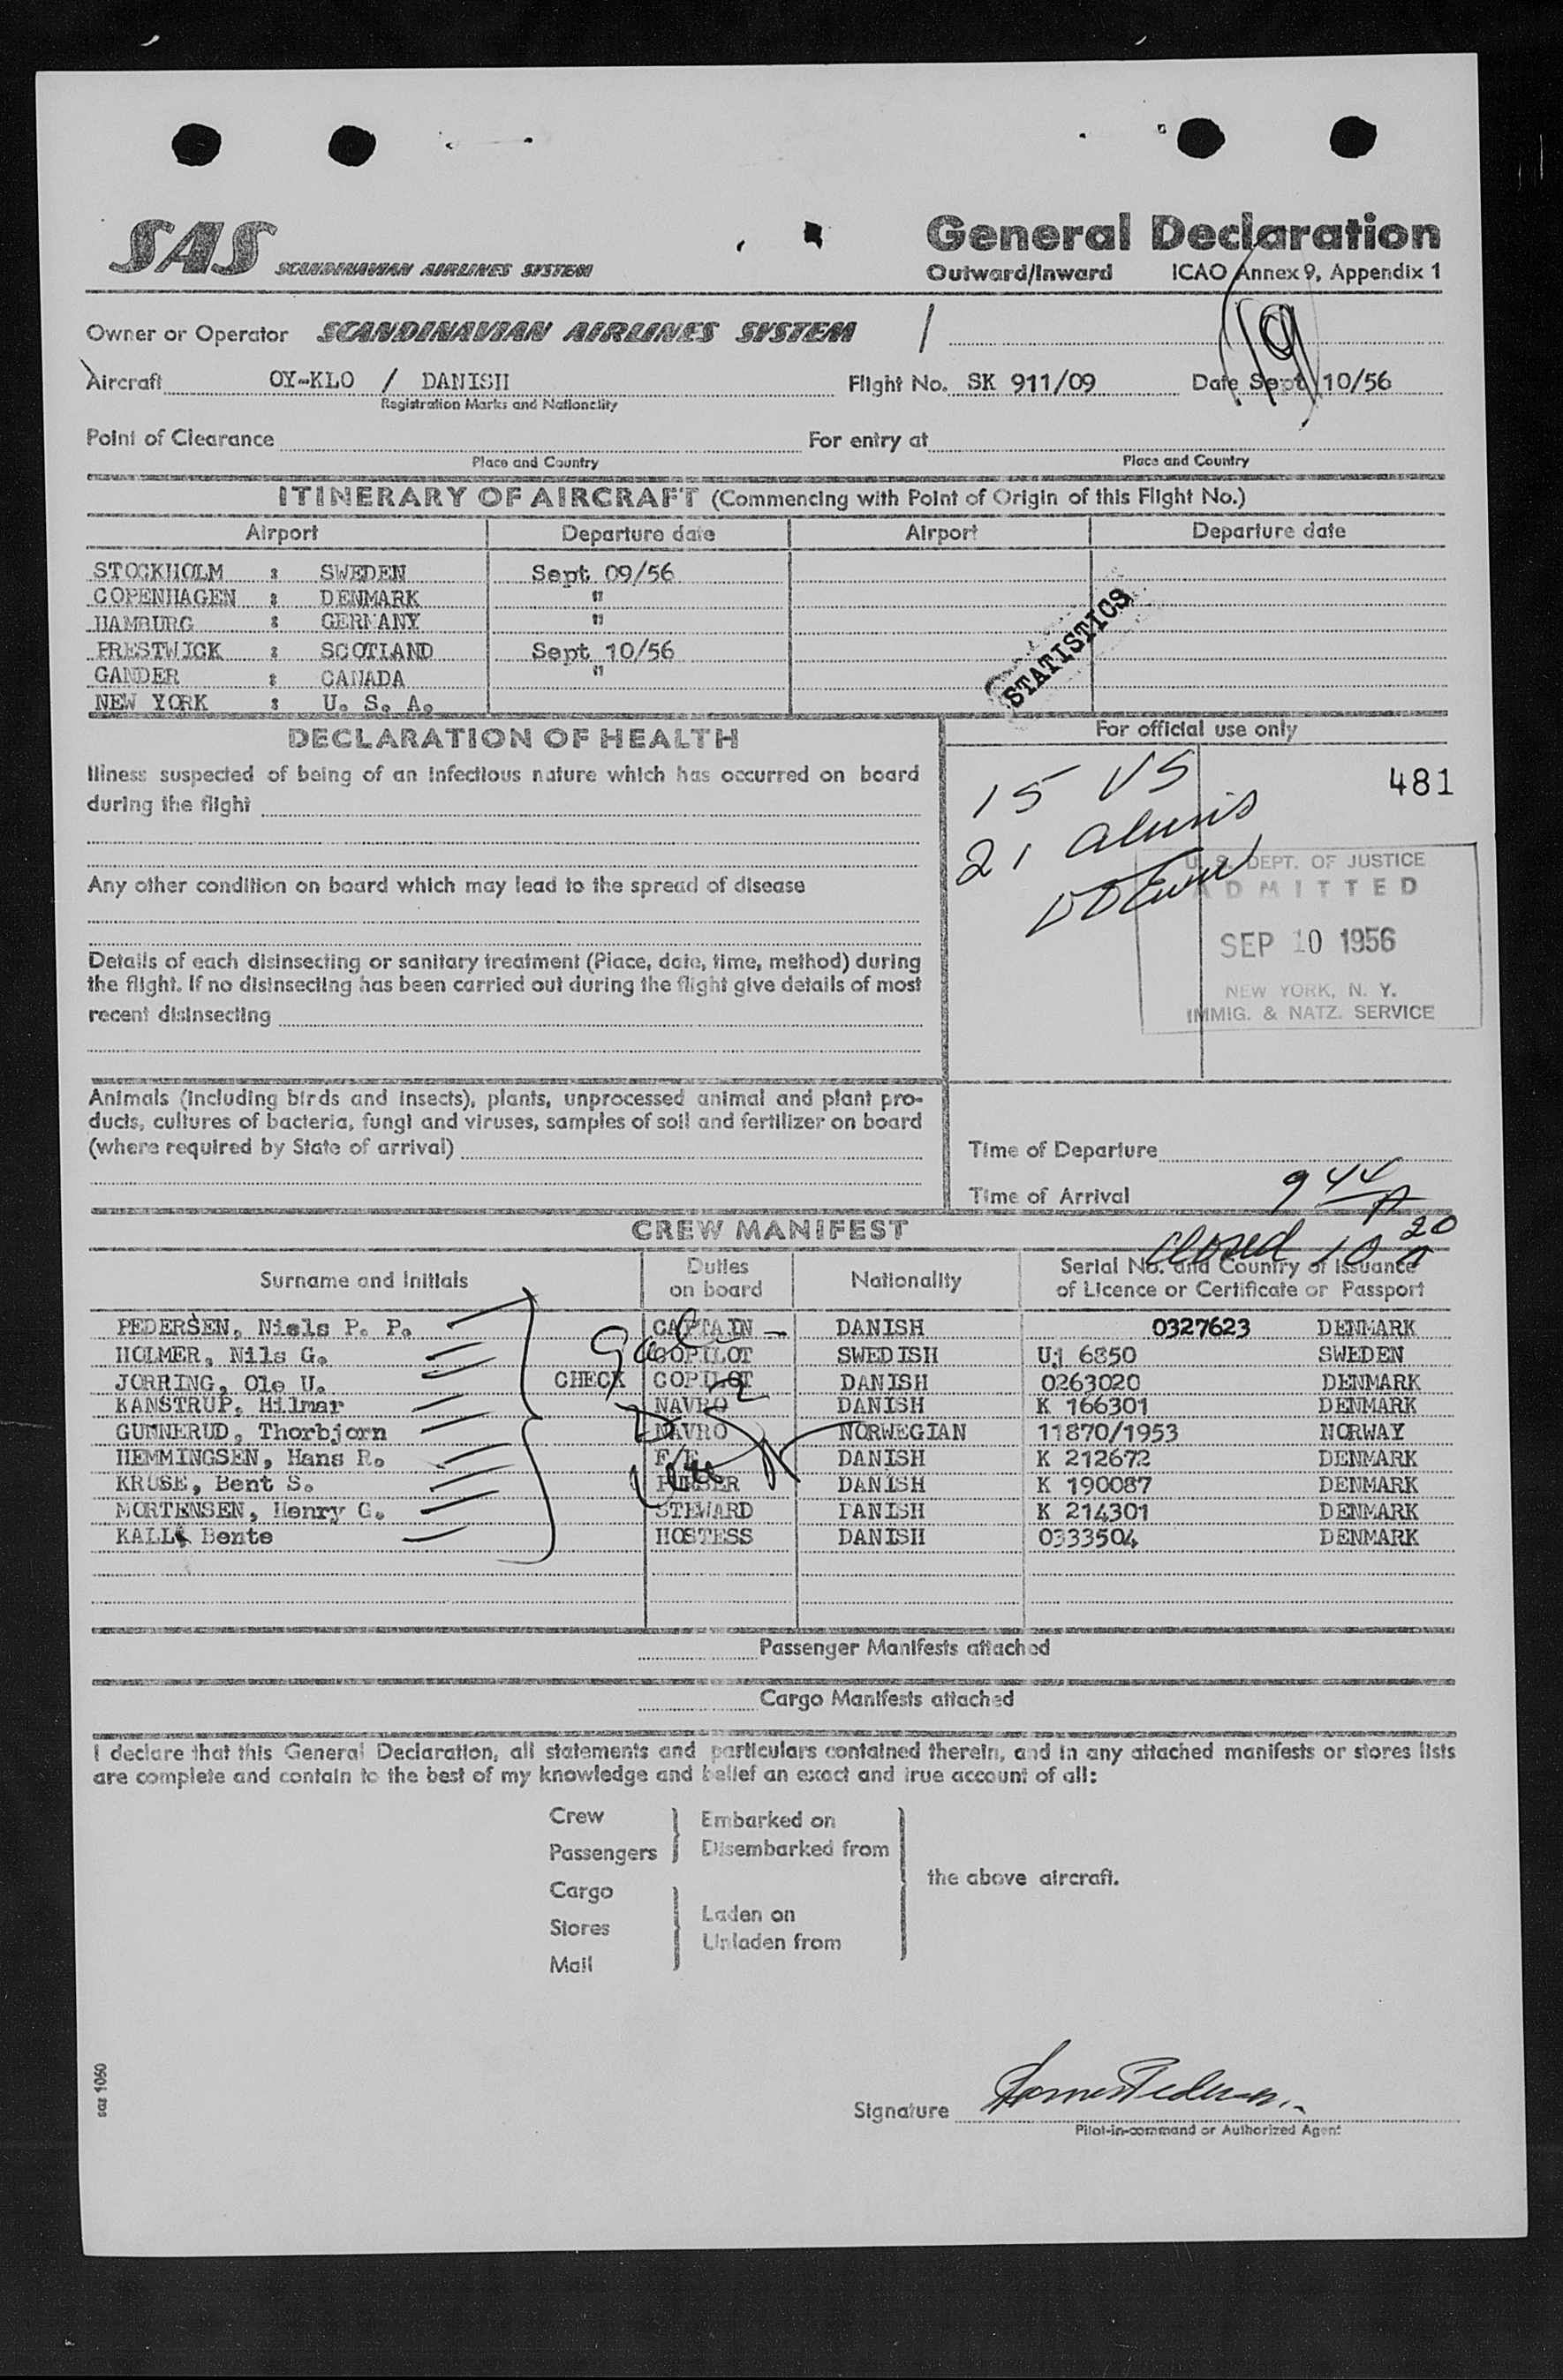 SAS SCANDINAVIAN AIRLINES SYSTEM
General Declaration
Outward/Inward ICAO Annex 9, Appendix 1
Owner or Operator SCANDINAVIAN AIRLINES SYSTEM
19
Aircraft OY-KLO / DANISH Flight No. SK 911/09 Date Sept 10/56
Registration Marks and Nationality
Point of Clearance For entry at
Place and Country Place and Country
ITINERARY OF AIRCRAFT (Commencing with Point of Origin of this Flight No.)
Airport Departure date Airport Departure date
STOCKHOLM : SWEDEN Sept 09/56
COPENHAGEN : DENMARK "
HAMBURG : GERMANY "
PRESTWICK : SCOTLAND Sept 10/56
GANDER : CANADA "
NEW YORK : U. S. A.
STATISTICS
DECLARATION OF HEALTH
Illness suspected of being of an infectious nature which has occurred on board
during the flight
Any other condition on board which may lead to the spread of disease
Details of each disinsecting or sanitary treatment (Place, date, time, method) during
the flight. If no disinsecting has been carried out during the flight give details of most
recent disinsecting
Animals (including birds and insects), plants, unprocessed animal and plant pro-
ducts, cultures of bacteria, fungi and viruses, samples of soil and fertilizer on board
(where required by State of arrival)
For official use only
481
15 US
21 aliens
U. S. DEPT. OF JUSTICE
ADMITTED
SEP 10 1956
NEW YORK, N. Y.
IMMIG. & NATZ. SERVICE
Time of Departure
Time of Arrival 9 44 A
closed 10 20 A
CREW MANIFEST
Surname and Initials Duties on board Nationality Serial No. and Country of Issuance of Licence or Certificate or Passport
PEDERSEN, Niels P. P. CAPTAIN DANISH 0327623 DENMARK
HOLMER, Nils G. COPILOT SWEDISH Uj 6850 SWEDEN
JORRING, Ole U. CHECK COPILOT DANISH 0263020 DENMARK
KANSTRUP, Hilmar NAVRO DANISH K 166301 DENMARK
GUNNERUD, Thorbjorn NAVRO NORWEGIAN 11870/1953 NORWAY
HEMMINGSEN, Hans R. F/E DANISH K 212672 DENMARK
KRUSE, Bent S. PURSER DANISH K 190087 DENMARK
MORTENSEN, Henry G. STEWARD DANISH K 214301 DENMARK
KALL, Bente HOSTESS DANISH 0333504 DENMARK
Passenger Manifests attached
Cargo Manifests attached
I declare that this General Declaration, all statements and particulars contained therein, and in any attached manifests or stores lists
are complete and contain to the best of my knowledge and belief an exact and true account of all:
Crew
Passengers
Embarked on
Disembarked from
Cargo
Stores
Mail
Laden on
Unladen from
the above aircraft.
Signature
Pilot-in-command or Authorized Agent
sas 1050